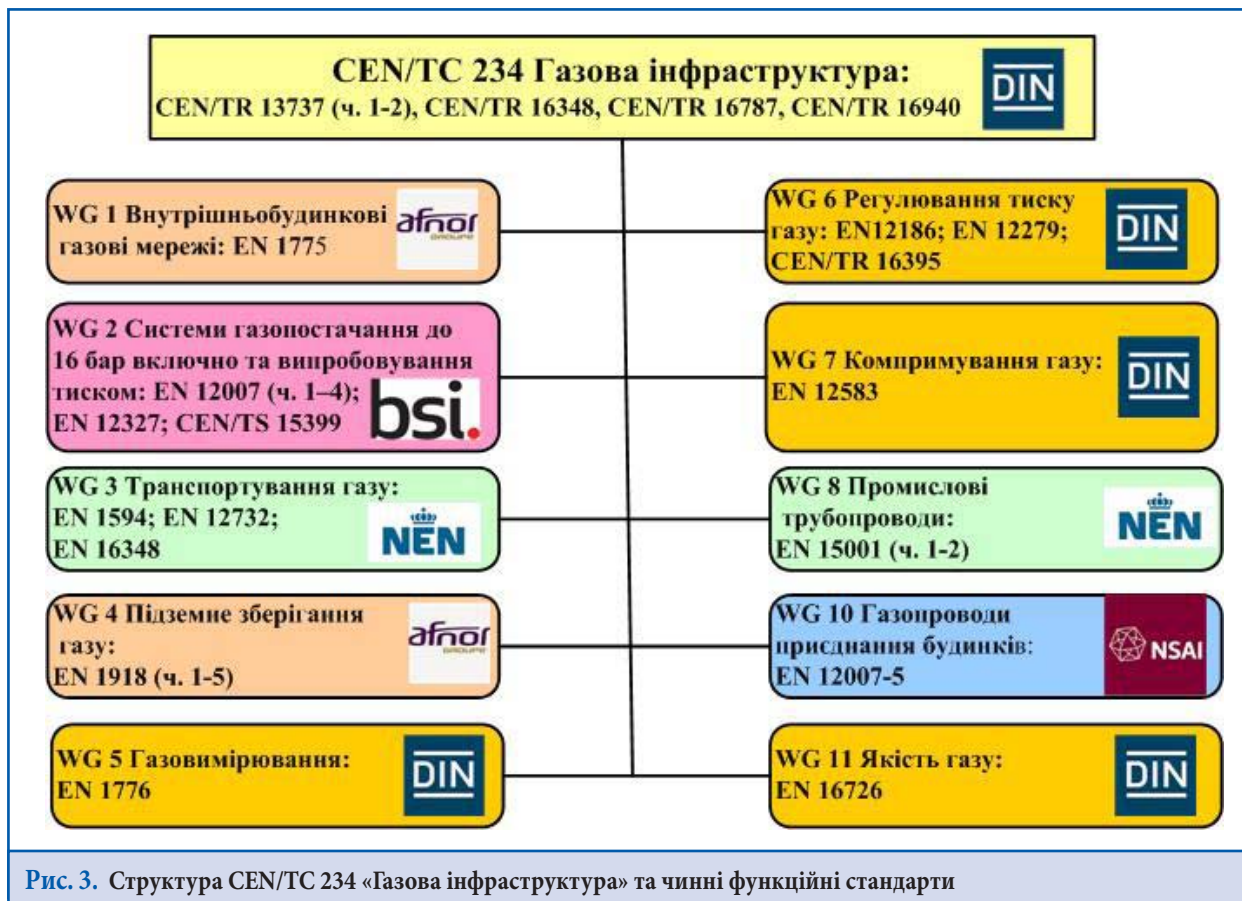 CEN/TC 234 Газова інфраструктура:
CEN/TR 13737 (ч. 1-2), CEN/TR 16348, CEN/TR 16787, CEN/TR 16940
DIN
WG 1 Внутрішньобудинкові
газові мережі: EN 1775
afnor
GROUPE
WG 2 Системи газопостачання до
16 бар включно та випробовування
тиском: EN 12007 (ч. 1–4);
EN 12327; CEN/TS 15399
bsi.
WG 3 Транспортування газу:
EN 1594; EN 12732;
EN 16348
NEN
WG 4 Підземне зберігання
газу:
EN 1918 (ч. 1-5)
afnor
GROUPE
WG 5 Газовимірювання:
EN 1776
DIN
WG 6 Регулювання тиску
газу: EN12186; EN 12279;
CEN/TR 16395
DIN
WG 7 Компримування газу:
EN 12583
DIN
WG 8 Промислові
трубопроводи:
EN 15001 (ч. 1-2)
NEN
WG 10 Газопроводи
приєднання будинків:
EN 12007-5
NSAI
WG 11 Якість газу:
EN 16726
DIN
Рис. 3. Структура CEN/TC 234 «Газова інфраструктура» та чинні функційні стандарти